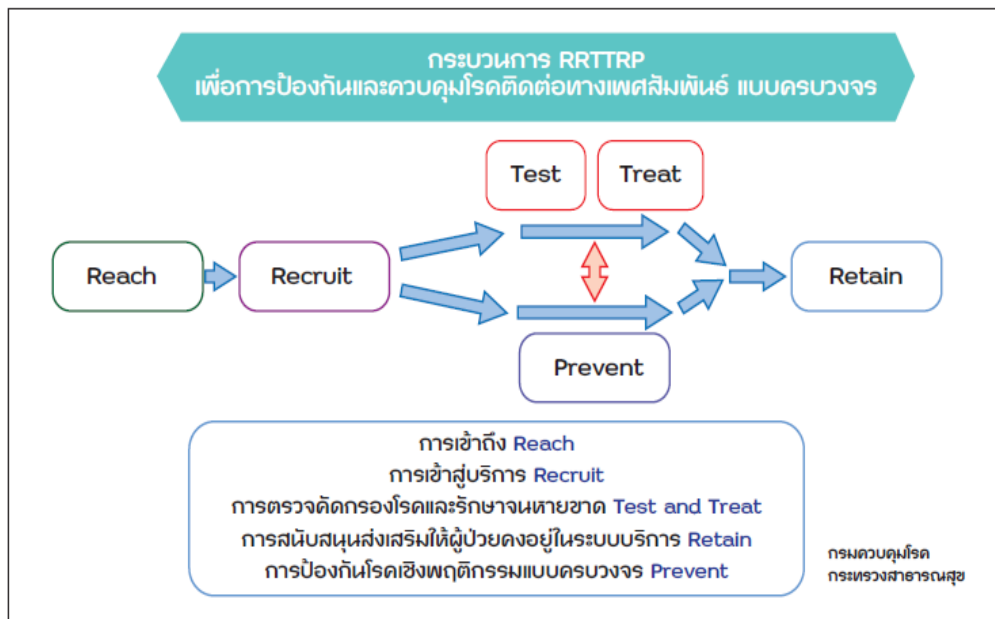 กระบวนการ RRTTRP
เพื่อการป้องกันและควบคุมโรคติดต่อทางเพศสัมพันธ์ แบบครบวงจร
Test
Treat
Reach
Recruit
Retain
Prevent
การเข้าถึง Reach
การเข้าสู่บริการ Recruit
การตรวจคัดกรองโรคและรักษาจนหายขาด Test and Treat
การสนับสนุนส่งเสริมให้ผู้ป่วยคงอยู่ในระบบบริการ Retain
การป้องกันโรคเชิงพฤติกรรมแบบครบวงจร Prevent
กรมควบคุมโรค
กระทรวงสาธารณสุข